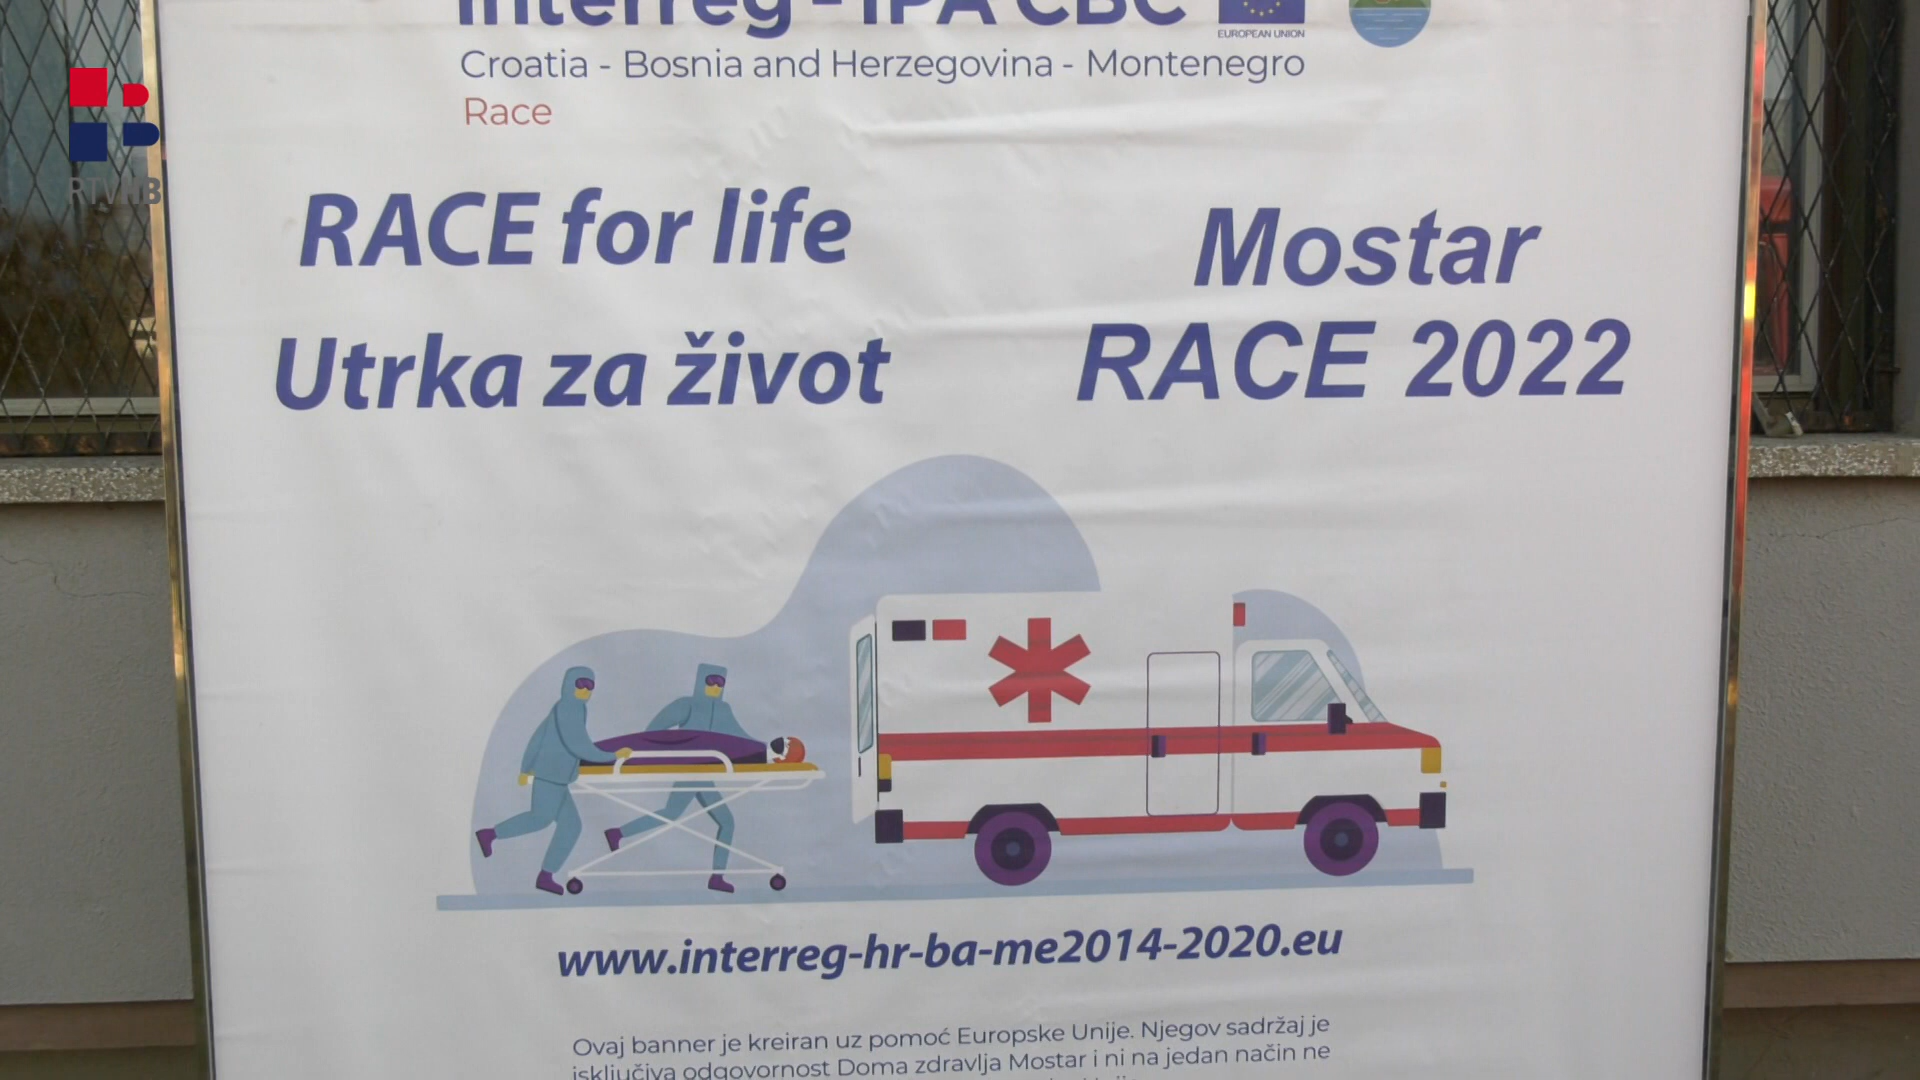 Interreg - IPA CBC
EUROPEAN UNION
Croatia - Bosnia and Herzegovina - Montenegro
Race
RTVHB
RACE for life
Utrka za život
Mostar
RACE 2022
www.interreg-hr-ba-me2014-2020.eu
Ovaj banner je kreiran uz pomoć Europske Unije. Njegov sadržaj je
isključiva odgovornost Doma zdravlja Mostar i ni na jedan način ne